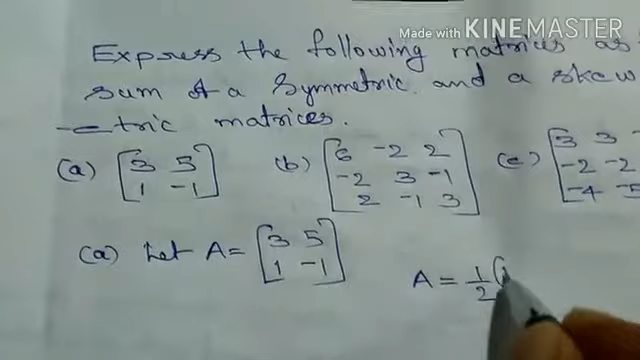 Made with KINEMASTER
Express the following matrices as
sum of a symmetric and a skew
tric matrices.
(a) [3 5 (b) [6 -2 2 (c) [3 3
1 -1] -2 3 -1 -2 -2
2 -1 3] -4 -5
(a) Let A = [3 5
1 -1] A = 1/2 (